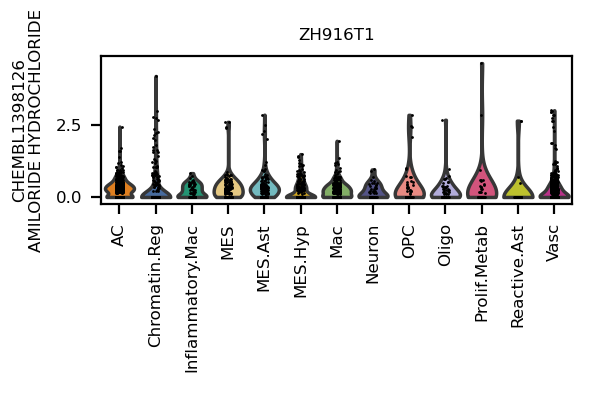 ZH916T1
CHEMBL1398126
AMILORIDE HYDROCHLORIDE
2.5
0.0
AC
Chromatin.Reg
Inflammatory.Mac
MES
MES.Ast
MES.Hyp
Mac
Neuron
OPC
Oligo
Prolif.Metab
Reactive.Ast
Vasc